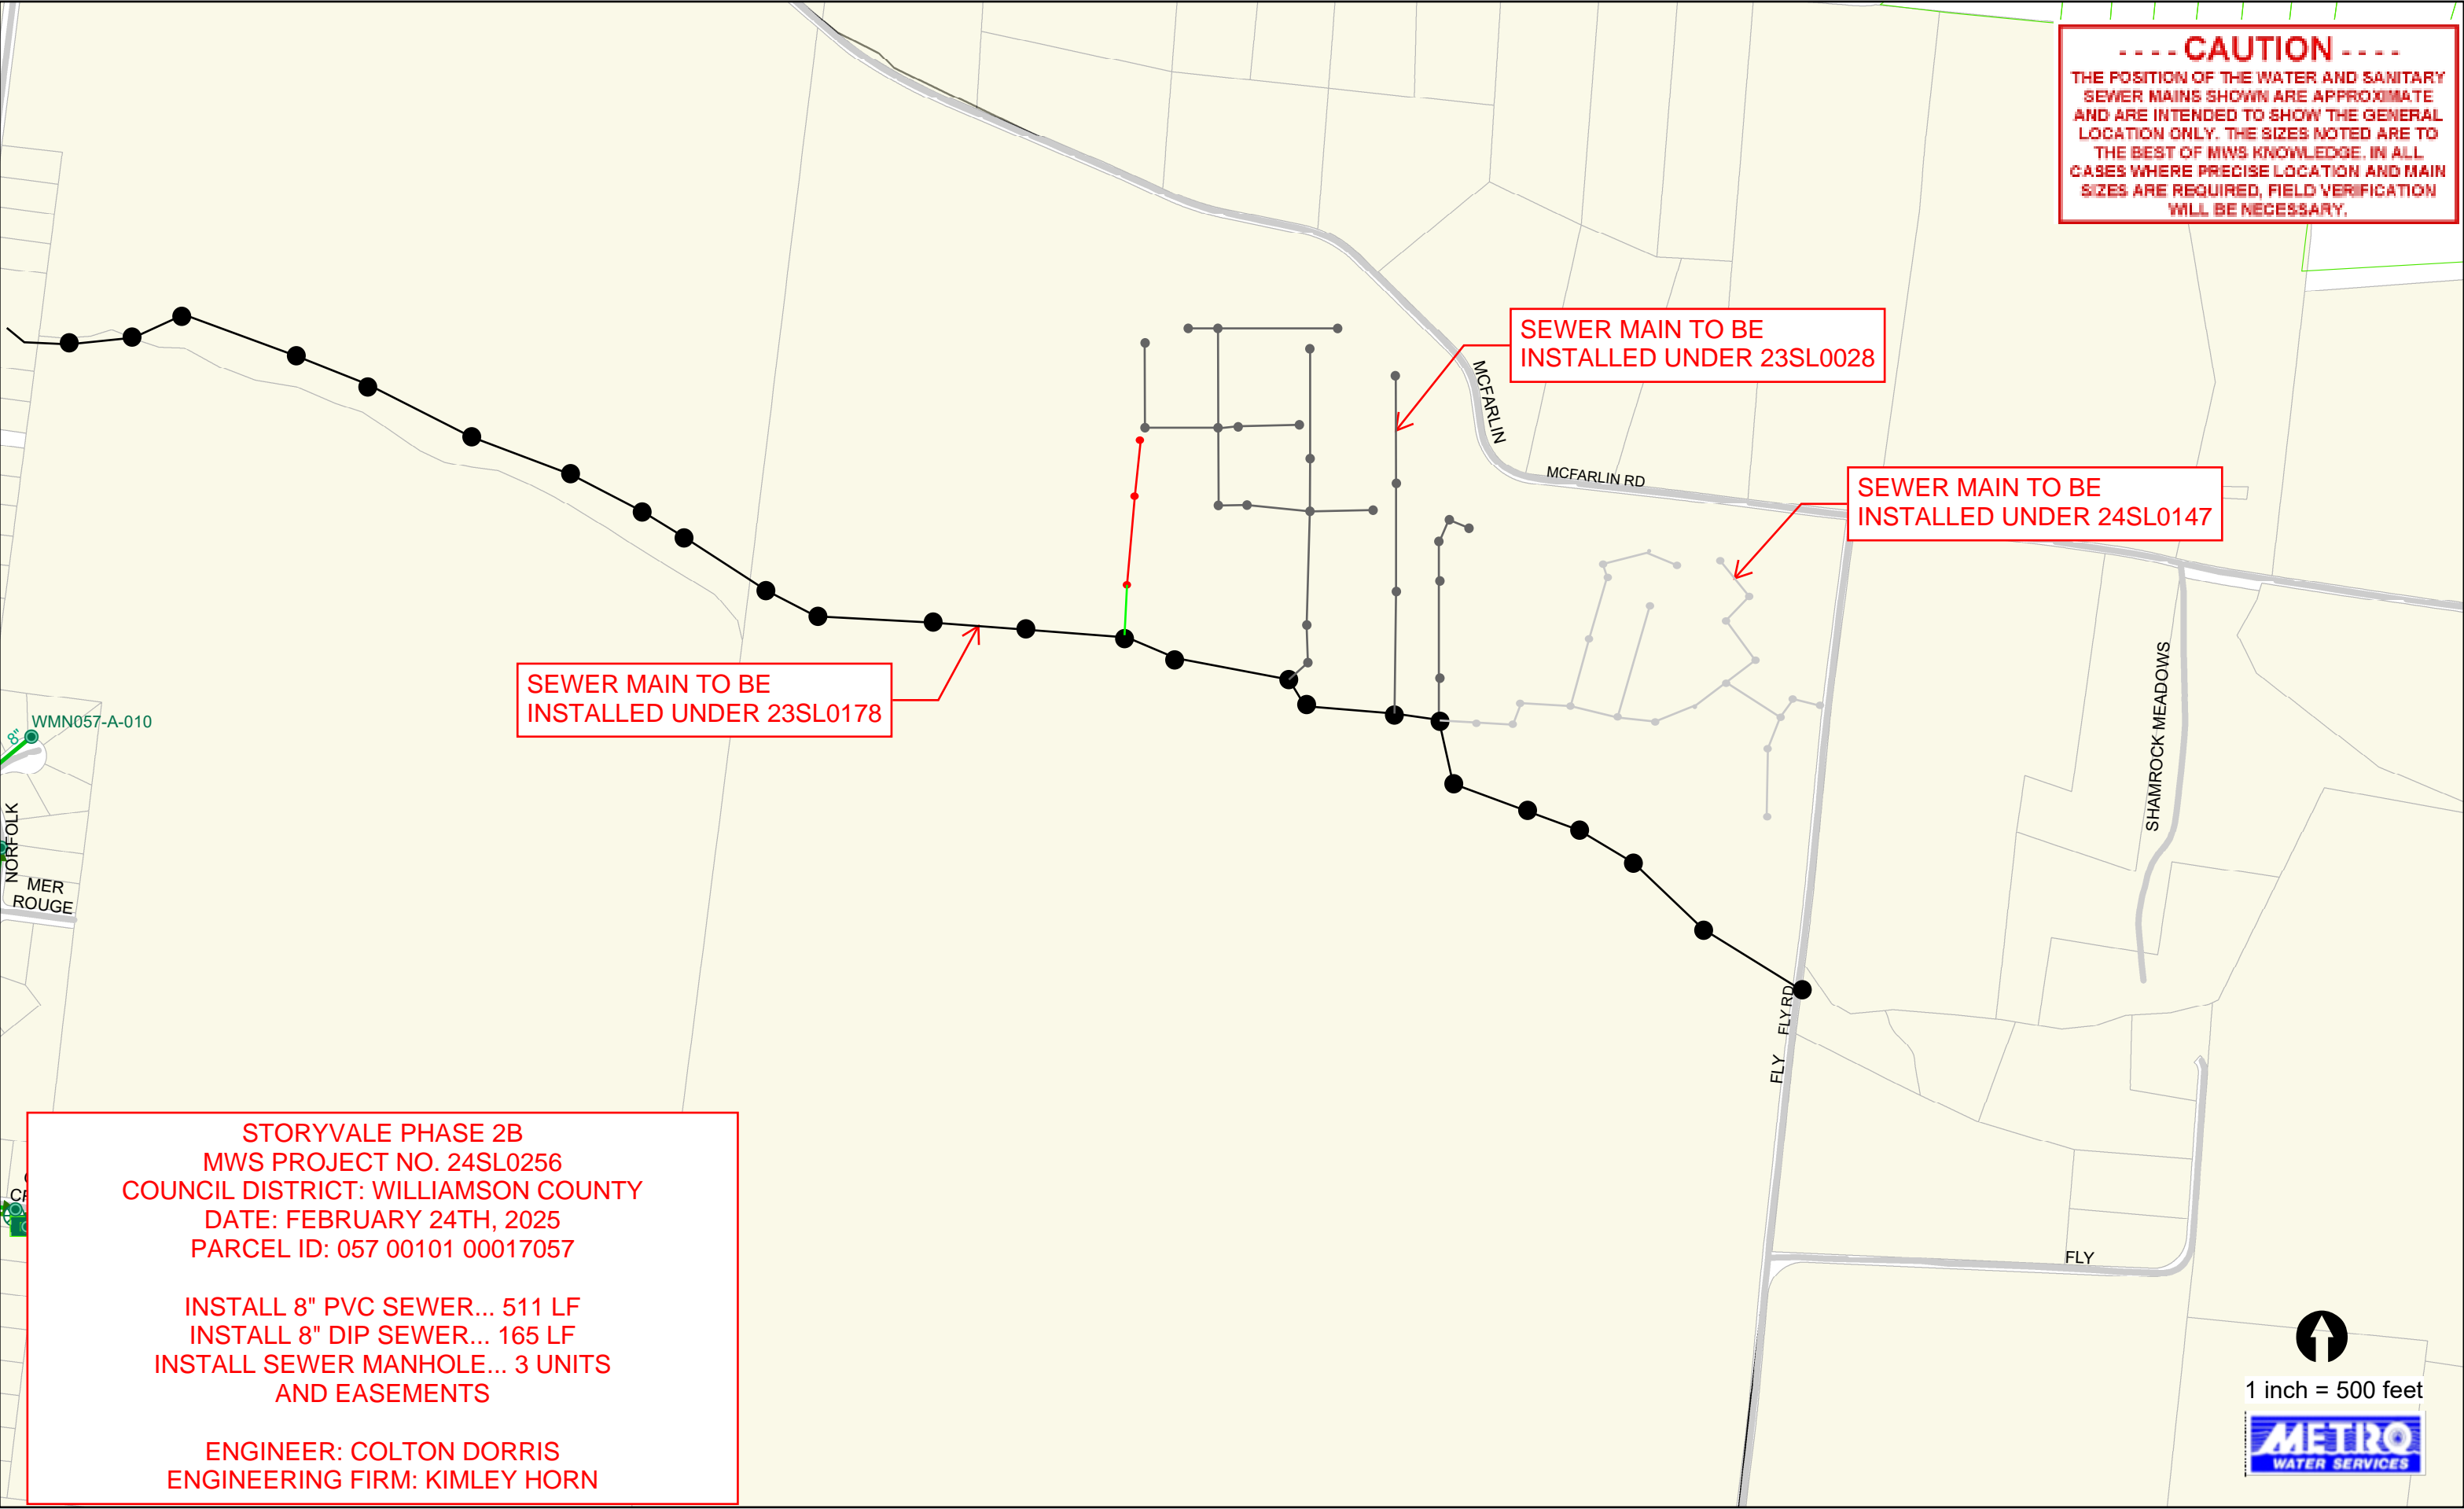 - - - - CAUTION - - - -
THE POSITION OF THE WATER AND SANITARY
SEWER MAINS SHOWN ARE APPROXIMATE
AND ARE INTENDED TO SHOW THE GENERAL
LOCATION ONLY. THE SIZES NOTED ARE TO
THE BEST OF MWS KNOWLEDGE. IN ALL
CASES WHERE PRECISE LOCATION AND MAIN
SIZES ARE REQUIRED, FIELD VERIFICATION
WILL BE NECESSARY.
SEWER MAIN TO BE
INSTALLED UNDER 23SL0028
MCFARLIN
MCFARLIN RD
SEWER MAIN TO BE
INSTALLED UNDER 24SL0147
SEWER MAIN TO BE
INSTALLED UNDER 23SL0178
SHAMROCK MEADOWS
WMN057-A-010
8"
NORFOLK
MER
ROUGE
FLY RD
FLY
FLY
STORYVALE PHASE 2B
MWS PROJECT NO. 24SL0256
COUNCIL DISTRICT: WILLIAMSON COUNTY
DATE: FEBRUARY 24TH, 2025
PARCEL ID: 057 00101 00017057
INSTALL 8" PVC SEWER... 511 LF
INSTALL 8" DIP SEWER... 165 LF
INSTALL SEWER MANHOLE... 3 UNITS
AND EASEMENTS
ENGINEER: COLTON DORRIS
ENGINEERING FIRM: KIMLEY HORN
1 inch = 500 feet
METRO
WATER SERVICES